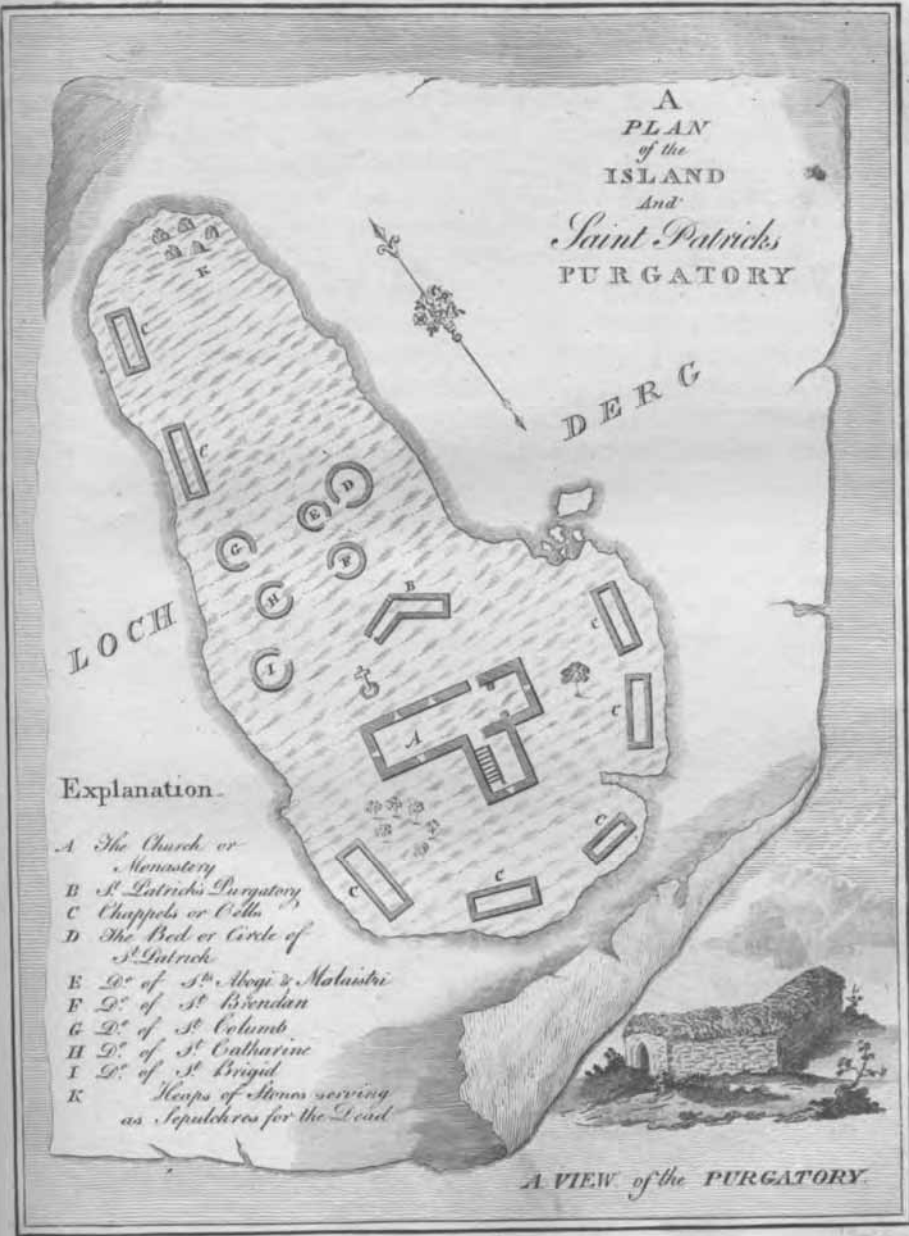 A
PLAN
of the
ISLAND
And
Saint Patricks
PURGATORY
LOCH
DERG
K
C
C
D
E
G
F
H
B
I
C
A
B
C
C
C
C
Explanation
A The Church or
Monastery
B St. Patrick's Purgatory
C Chappels or Cells
D The Bed or Circle of
St. Patrick
E Do. of Sts. Abogi & Malaistri
F Do. of St. Brendan
G Do. of St. Columb
H Do. of St. Catharine
I Do. of St. Brigid
K Heaps of Stones serving
as Sepulchres for the Dead
A VIEW of the PURGATORY